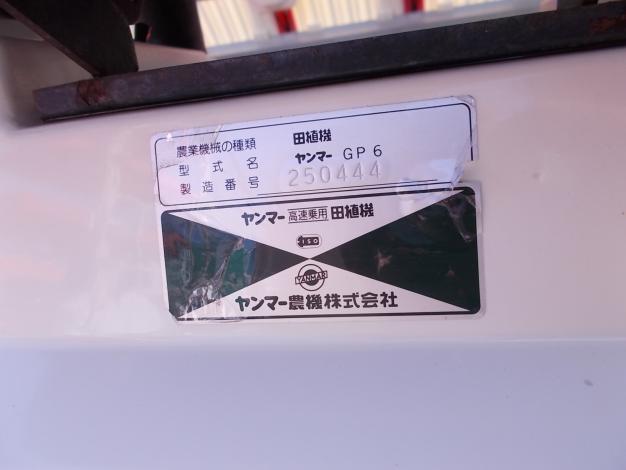 農業機械の種類 田植機
型式名 ヤンマー GP6
製造番号 250444
ヤンマー 高速乗用 田植機
YANMAR
ヤンマー農機株式会社